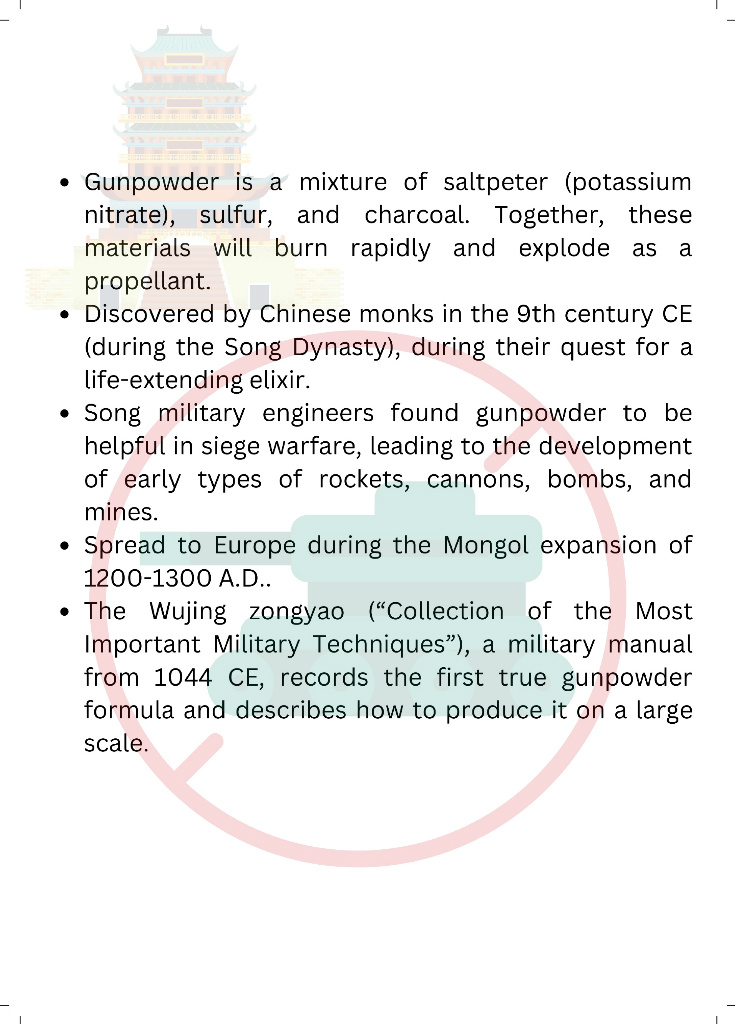 • Gunpowder is a mixture of saltpeter (potassium
nitrate), sulfur, and charcoal. Together, these
materials will burn rapidly and explode as a
propellant.
• Discovered by Chinese monks in the 9th century CE
(during the Song Dynasty), during their quest for a
life-extending elixir.
• Song military engineers found gunpowder to be
helpful in siege warfare, leading to the development
of early types of rockets, cannons, bombs, and
mines.
• Spread to Europe during the Mongol expansion of
1200-1300 A.D..
• The Wujing zongyao (“Collection of the Most
Important Military Techniques”), a military manual
from 1044 CE, records the first true gunpowder
formula and describes how to produce it on a large
scale.